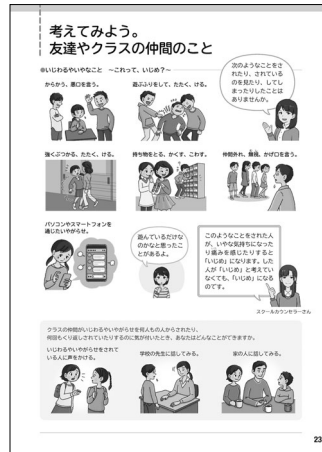 考えてみよう。
友達やクラスの仲間のこと
●いじわるやいやなこと ～これって、いじめ？～
次のようなことをさ
れたり、されている
のを見たり、してし
まったりしたことは
ありませんか。
からかう、悪口を言う。
遊ぶふりをして、たたく、ける。
強くぶつかる、たたく、ける。
持ち物をとる、かくす、こわす。
仲間外れ、無視、かげ口を言う。
パソコンやスマートフォンを
通じたいやがらせ。
遊んでいるだけな
のかなと思ったこ
とがあるよ。
このようなことをされた人
が、いやな気持ちになった
り痛みを感じたりすると
「いじめ」になります。した
人が「いじめ」と考えてい
なくても、「いじめ」になる
のです。
スクールカウンセラーさん
クラスの仲間がいじわるやいやがらせを何人もの人からされたり、
何回もくり返しされていたりするのに気が付いたとき、あなたはどんなことができますか。
いじわるやいやがらせをされて
いる人に声をかける。
学校の先生に話してみる。
家の人に話してみる。
23